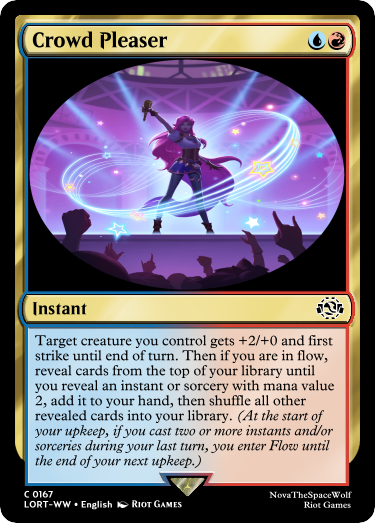 Crowd Pleaser
Instant
Target creature you control gets +2/+0 and first
strike until end of turn. Then if you are in flow,
reveal cards from the top of your library until
you reveal an instant or sorcery with mana value
2, add it to your hand, then shuffle all other
revealed cards into your library. (At the start of
your upkeep, if you cast two or more instants and/or
sorceries during your last turn, you enter Flow until
the end of your next upkeep.)
C 0167
LORT-WW • English Riot Games
NovaTheSpaceWolf
Riot Games